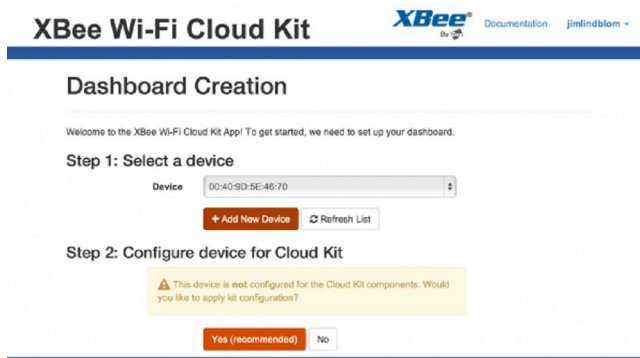 XBee Wi-Fi Cloud Kit
XBee®
By Digi
Documentation
jimlindblom
Dashboard Creation
Welcome to the XBee Wi-Fi Cloud Kit App! To get started, we need to set up your dashboard.
Step 1: Select a device
Device
00:40:9D:5E:46:70
+ Add New Device
Refresh List
Step 2: Configure device for Cloud Kit
This device is not configured for the Cloud Kit components. Would
you like to apply kit configuration?
Yes (recommended)
No